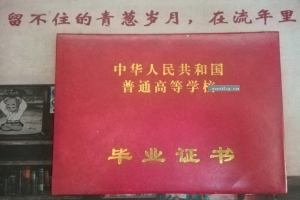 留不住的青葱岁月，在流年里
中华人民共和国
普通高等学校
毕业证书